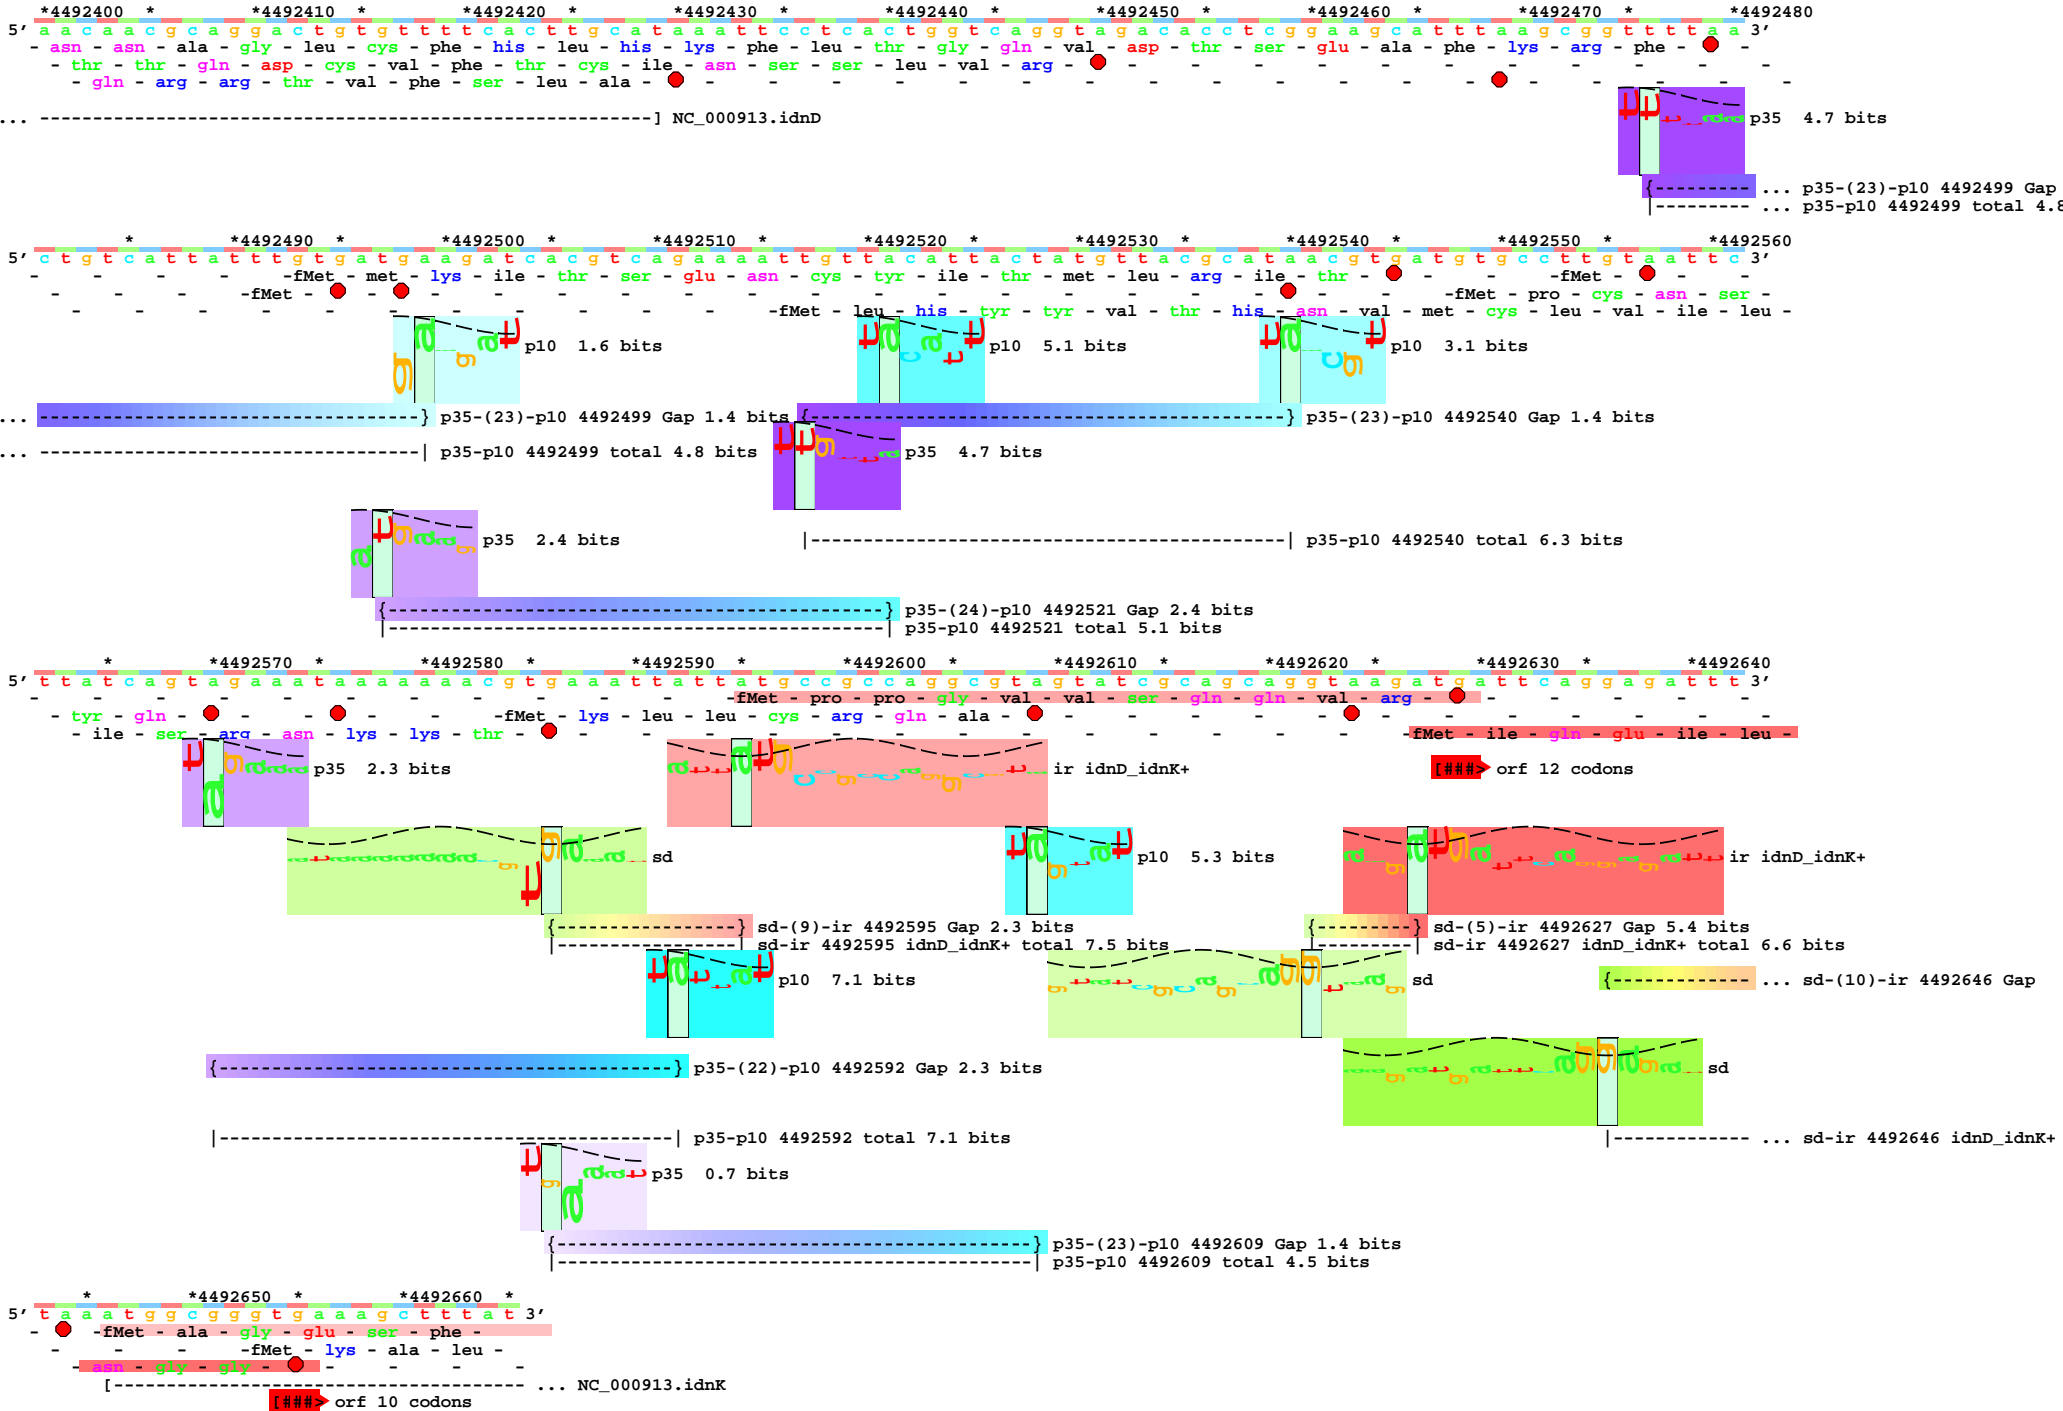 *4492400 * *4492410 * *4492420 * *4492430 * *4492440 * *4492450 * *4492460 * *4492470 * *4492480
5' a a c a a c g c a g g a c t g t g t t t t c a c t t g c a t a a a t t c c t c a c t g g t c a g g t a g a c a c c t c g g a a g c a t t t a a g c g g t t t t a a 3'
- asn - asn - ala - gly - leu - cys - phe - his - leu - his - lys - phe - leu - thr - gly - gln - val - asp - thr - ser - glu - ala - phe - lys - arg - phe - -
- thr - thr - gln - asp - cys - val - phe - thr - cys - ile - asn - ser - ser - leu - val - arg - - - - - - - - - - - -
- gln - arg - arg - thr - val - phe - ser - leu - ala - - - - - - - - - - - - - - - - - - -
... ----------------------------------------------] NC_000913.idnD
t t t t a a p35 4.7 bits
{---------- ... p35-(23)-p10 4492499 Gap
|--------- ... p35-p10 4492499 total 4.8
* *4492490 * *4492500 * *4492510 * *4492520 * *4492530 * *4492540 * *4492550 * *4492560
5' c t g t c a t t a t t t g t g a t g a a g a t c a c g t c a g a a a a t t g t t a c a t t a c t a t g t t a c g c a t a a c g t g a t g t g c c t t g t a a t t c 3'
- - - - -fMet - met - lys - ile - thr - ser - glu - asn - cys - tyr - ile - thr - met - leu - arg - ile - thr - - - -fMet - -
- - - -fMet - - - - - - - - - - - - - - - - - -fMet - pro - cys - asn - ser -
- - - - - - - - - - - -fMet - leu - his - tyr - tyr - val - thr - his - asn - val - met - cys - leu - val - ile - leu -
g a g a t p10 1.6 bits
t a c a t t p10 5.1 bits
t a c g t p10 3.1 bits
... ----------------------------} p35-(23)-p10 4492499 Gap 1.4 bits {-----------------------------------} p35-(23)-p10 4492540 Gap 1.4 bits
... ----------------------------| p35-p10 4492499 total 4.8 bits
t t g a p35 4.7 bits
a t g a a g p35 2.4 bits
|-----------------------------------| p35-p10 4492540 total 6.3 bits
{------------------------------------} p35-(24)-p10 4492521 Gap 2.4 bits
|------------------------------------| p35-p10 4492521 total 5.1 bits
* *4492570 * *4492580 * *4492590 * *4492600 * *4492610 * *4492620 * *4492630 * *4492640
5' t t a t c a g t a g a a a t a a a a a a a c g t g a a a t t a t t a t g c c g c c a g g c g t a g t a t c g c a g c a g g t a a g a t g a t t c a g g a g a t t t 3'
- - - - - - - - - - -fMet - pro - pro - gly - val - val - ser - gln - gln - val - arg - - - - - -
- tyr - gln - - - - - -fMet - lys - leu - leu - cys - arg - gln - ala - - - - - - - - - - - -
- ile - ser - arg - asn - lys - lys - thr - - - - - - - - - - - - - -fMet - ile - gln - glu - ile - leu -
t a g a a a p35 2.3 bits
ir idnD_idnK+
[###> orf 12 codons
sd
t a g t a t p10 5.3 bits
ir idnD_idnK+
{---------} sd-(9)-ir 4492595 Gap 2.3 bits
{-----} sd-(5)-ir 4492627 Gap 5.4 bits
|---------| sd-ir 4492595 idnD_idnK+ total 7.5 bits
|-----| sd-ir 4492627 idnD_idnK+ total 6.6 bits
t a t t a t p10 7.1 bits
sd
{---------- ... sd-(10)-ir 4492646 Gap
{----------------------------------} p35-(22)-p10 4492592 Gap 2.3 bits
sd
|----------------------------------| p35-p10 4492592 total 7.1 bits
|---------- ... sd-ir 4492646 idnD_idnK+
t g a a a t p35 0.7 bits
{-----------------------------------} p35-(23)-p10 4492609 Gap 1.4 bits
|-----------------------------------| p35-p10 4492609 total 4.5 bits
* *4492650 * *4492660 *
5' t a a a t g g c g g g t g a a a g c t t t a t 3'
- -fMet - ala - gly - glu - ser - phe -
- - - -fMet - lys - ala - leu -
- asn - gly - gly - - - - -
[------------------------------- ... NC_000913.idnK
[###> orf 10 codons